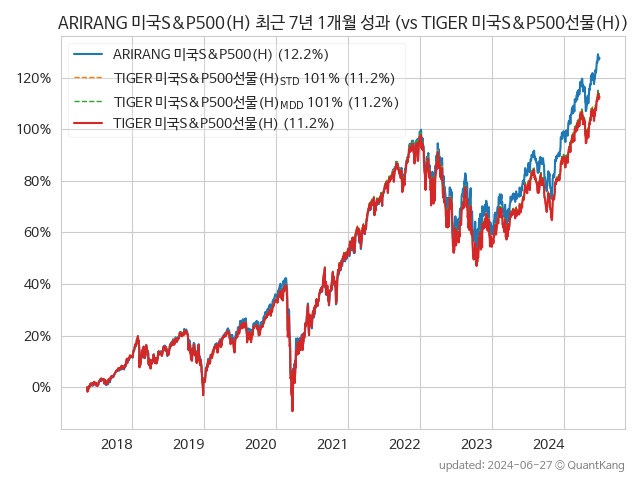 ARIRANG 미국S&P500(H) 최근 7년 1개월 성과 (vs TIGER 미국S&P500선물(H))
ARIRANG 미국S&P500(H) (12.2%)
TIGER 미국S&P500선물(H)STD 101% (11.2%)
TIGER 미국S&P500선물(H)MDD 101% (11.2%)
TIGER 미국S&P500선물(H) (11.2%)
120%
100%
80%
60%
40%
20%
0%
2018 2019 2020 2021 2022 2023 2024
updated: 2024-06-27 © QuantKang